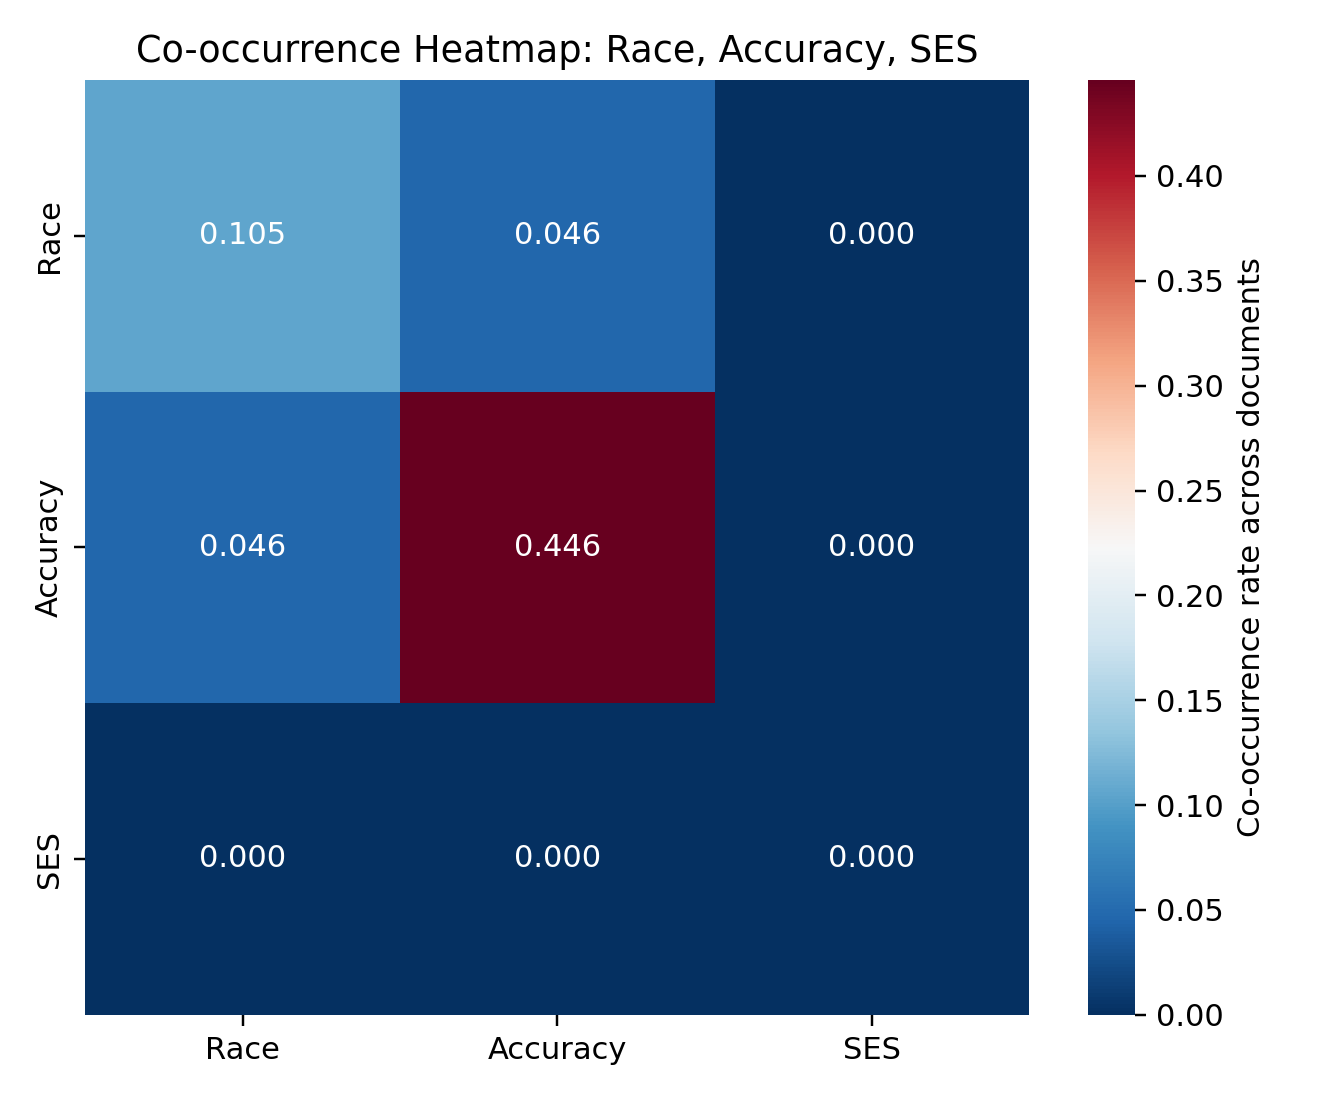 Co-occurrence Heatmap: Race, Accuracy, SES
Race
0.105 0.046 0.000
Accuracy
0.046 0.446 0.000
SES
0.000 0.000 0.000
Race Accuracy SES
0.40
0.35
0.30
0.25
0.20
0.15
0.10
0.05
0.00
Co-occurrence rate across documents